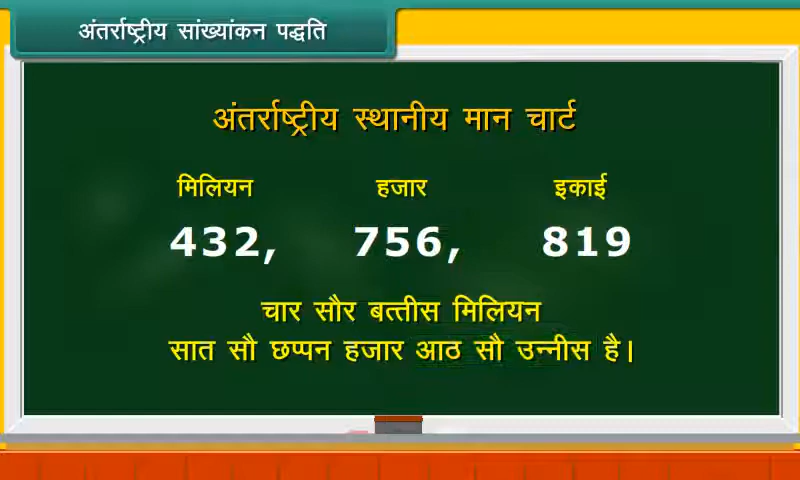 अंतर्राष्ट्रीय सांख्यांकन पद्धति
अंतर्राष्ट्रीय स्थानीय मान चार्ट
मिलियन हजार इकाई
432, 756, 819
चार सौर बत्तीस मिलियन
सात सौ छप्पन हजार आठ सौ उन्नीस है।